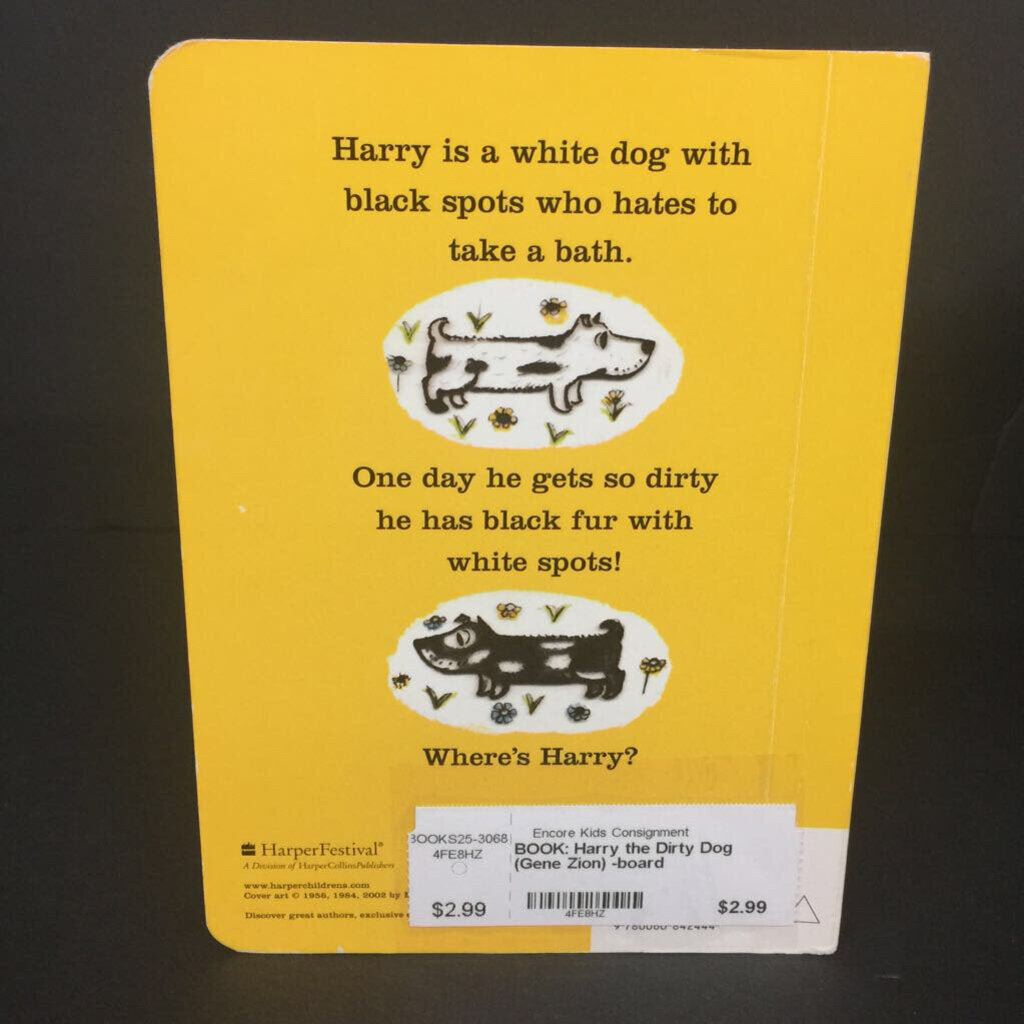 Harry is a white dog with
black spots who hates to
take a bath.
One day he gets so dirty
he has black fur with
white spots!
Where's Harry?
HarperFestival®
A Division of HarperCollinsPublishers
www.harperchildrens.com
Cover art © 1956, 1984, 2002 by
Discover great authors, exclusive
BOOKS25-3068
4FE8HZ
$2.99
Encore Kids Consignment
BOOK: Harry the Dirty Dog
(Gene Zion) -board
4FE8HZ
$2.99